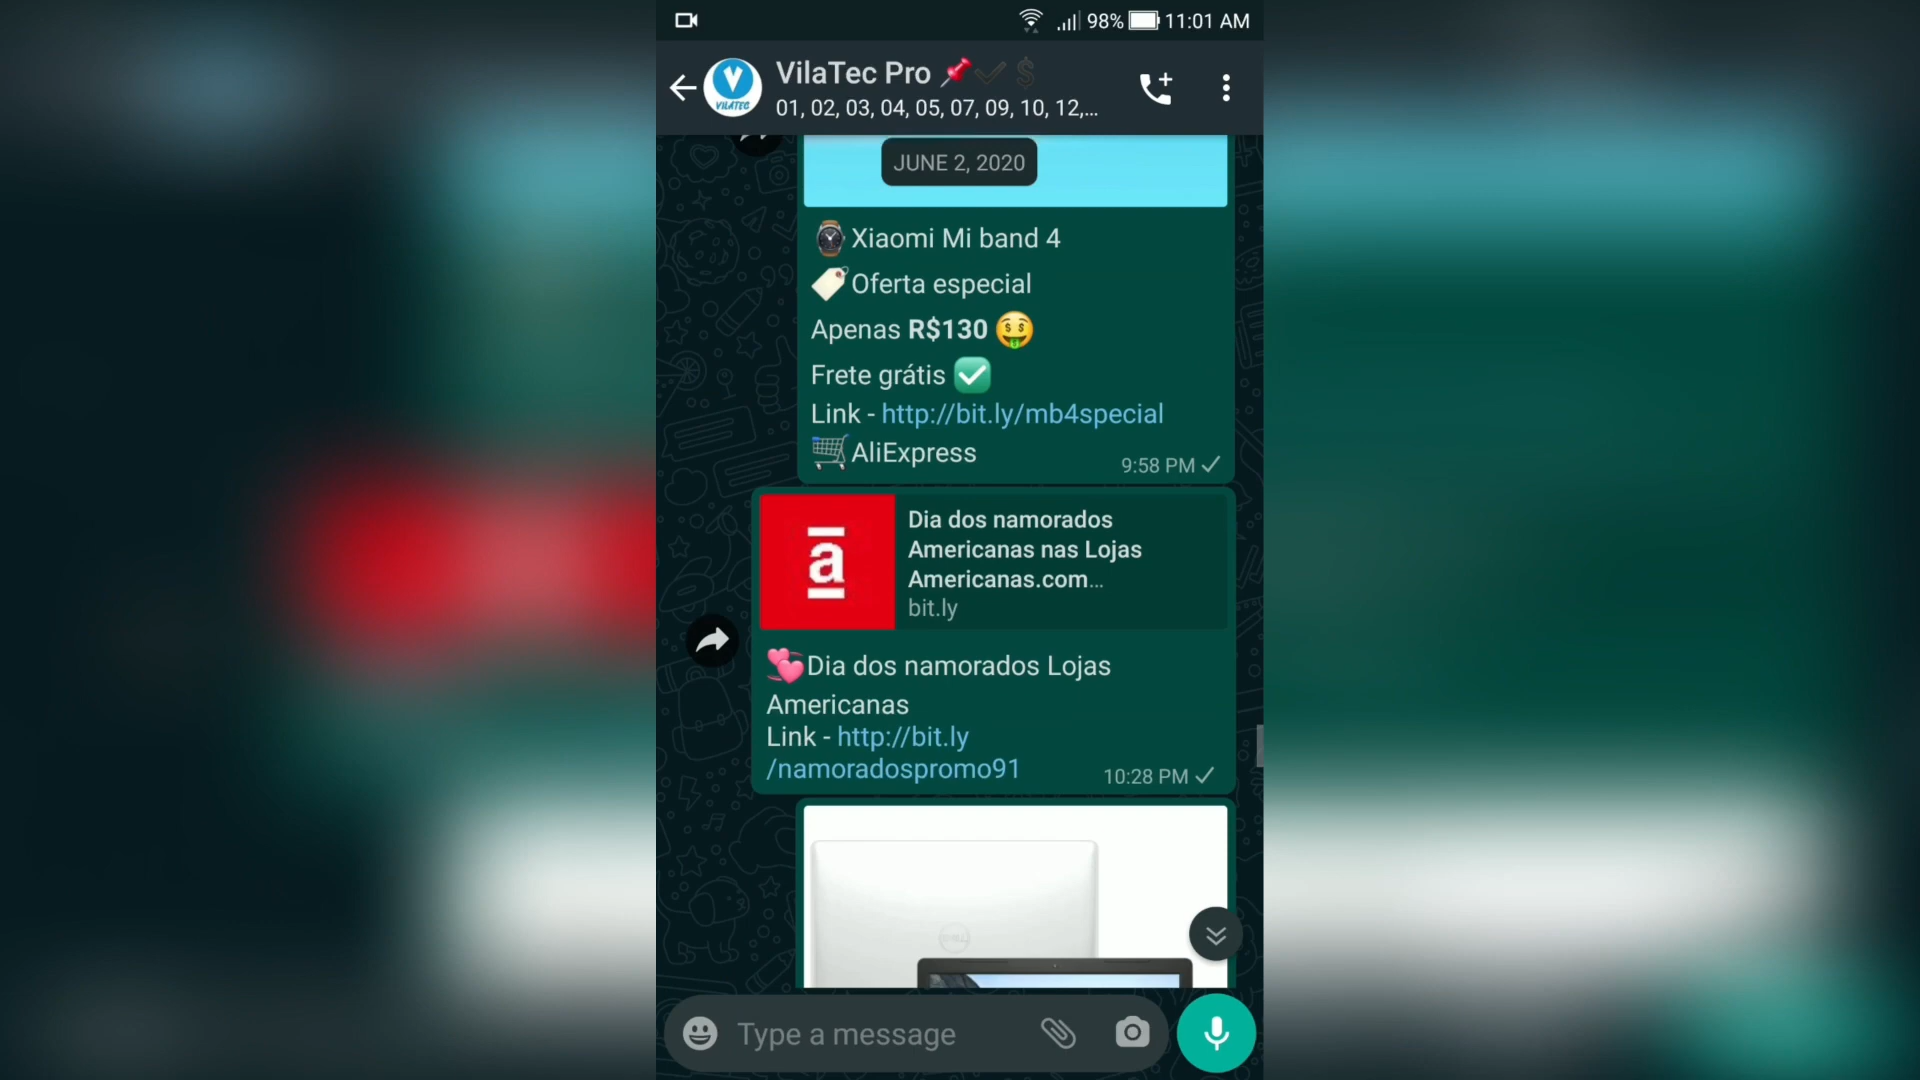 98% 11:01 AM
VilaTec Pro
VILATEC
01, 02, 03, 04, 05, 07, 09, 10, 12,...
JUNE 2, 2020
Xiaomi Mi band 4
Oferta especial
Apenas R$130
Frete grátis
Link - http://bit.ly/mb4special
AliExpress
9:58 PM
Dia dos namorados
Americanas nas Lojas
Americanas.com...
bit.ly
a
Dia dos namorados Lojas
Americanas
Link - http://bit.ly
/namoradospromo91
10:28 PM
DELL
Type a message